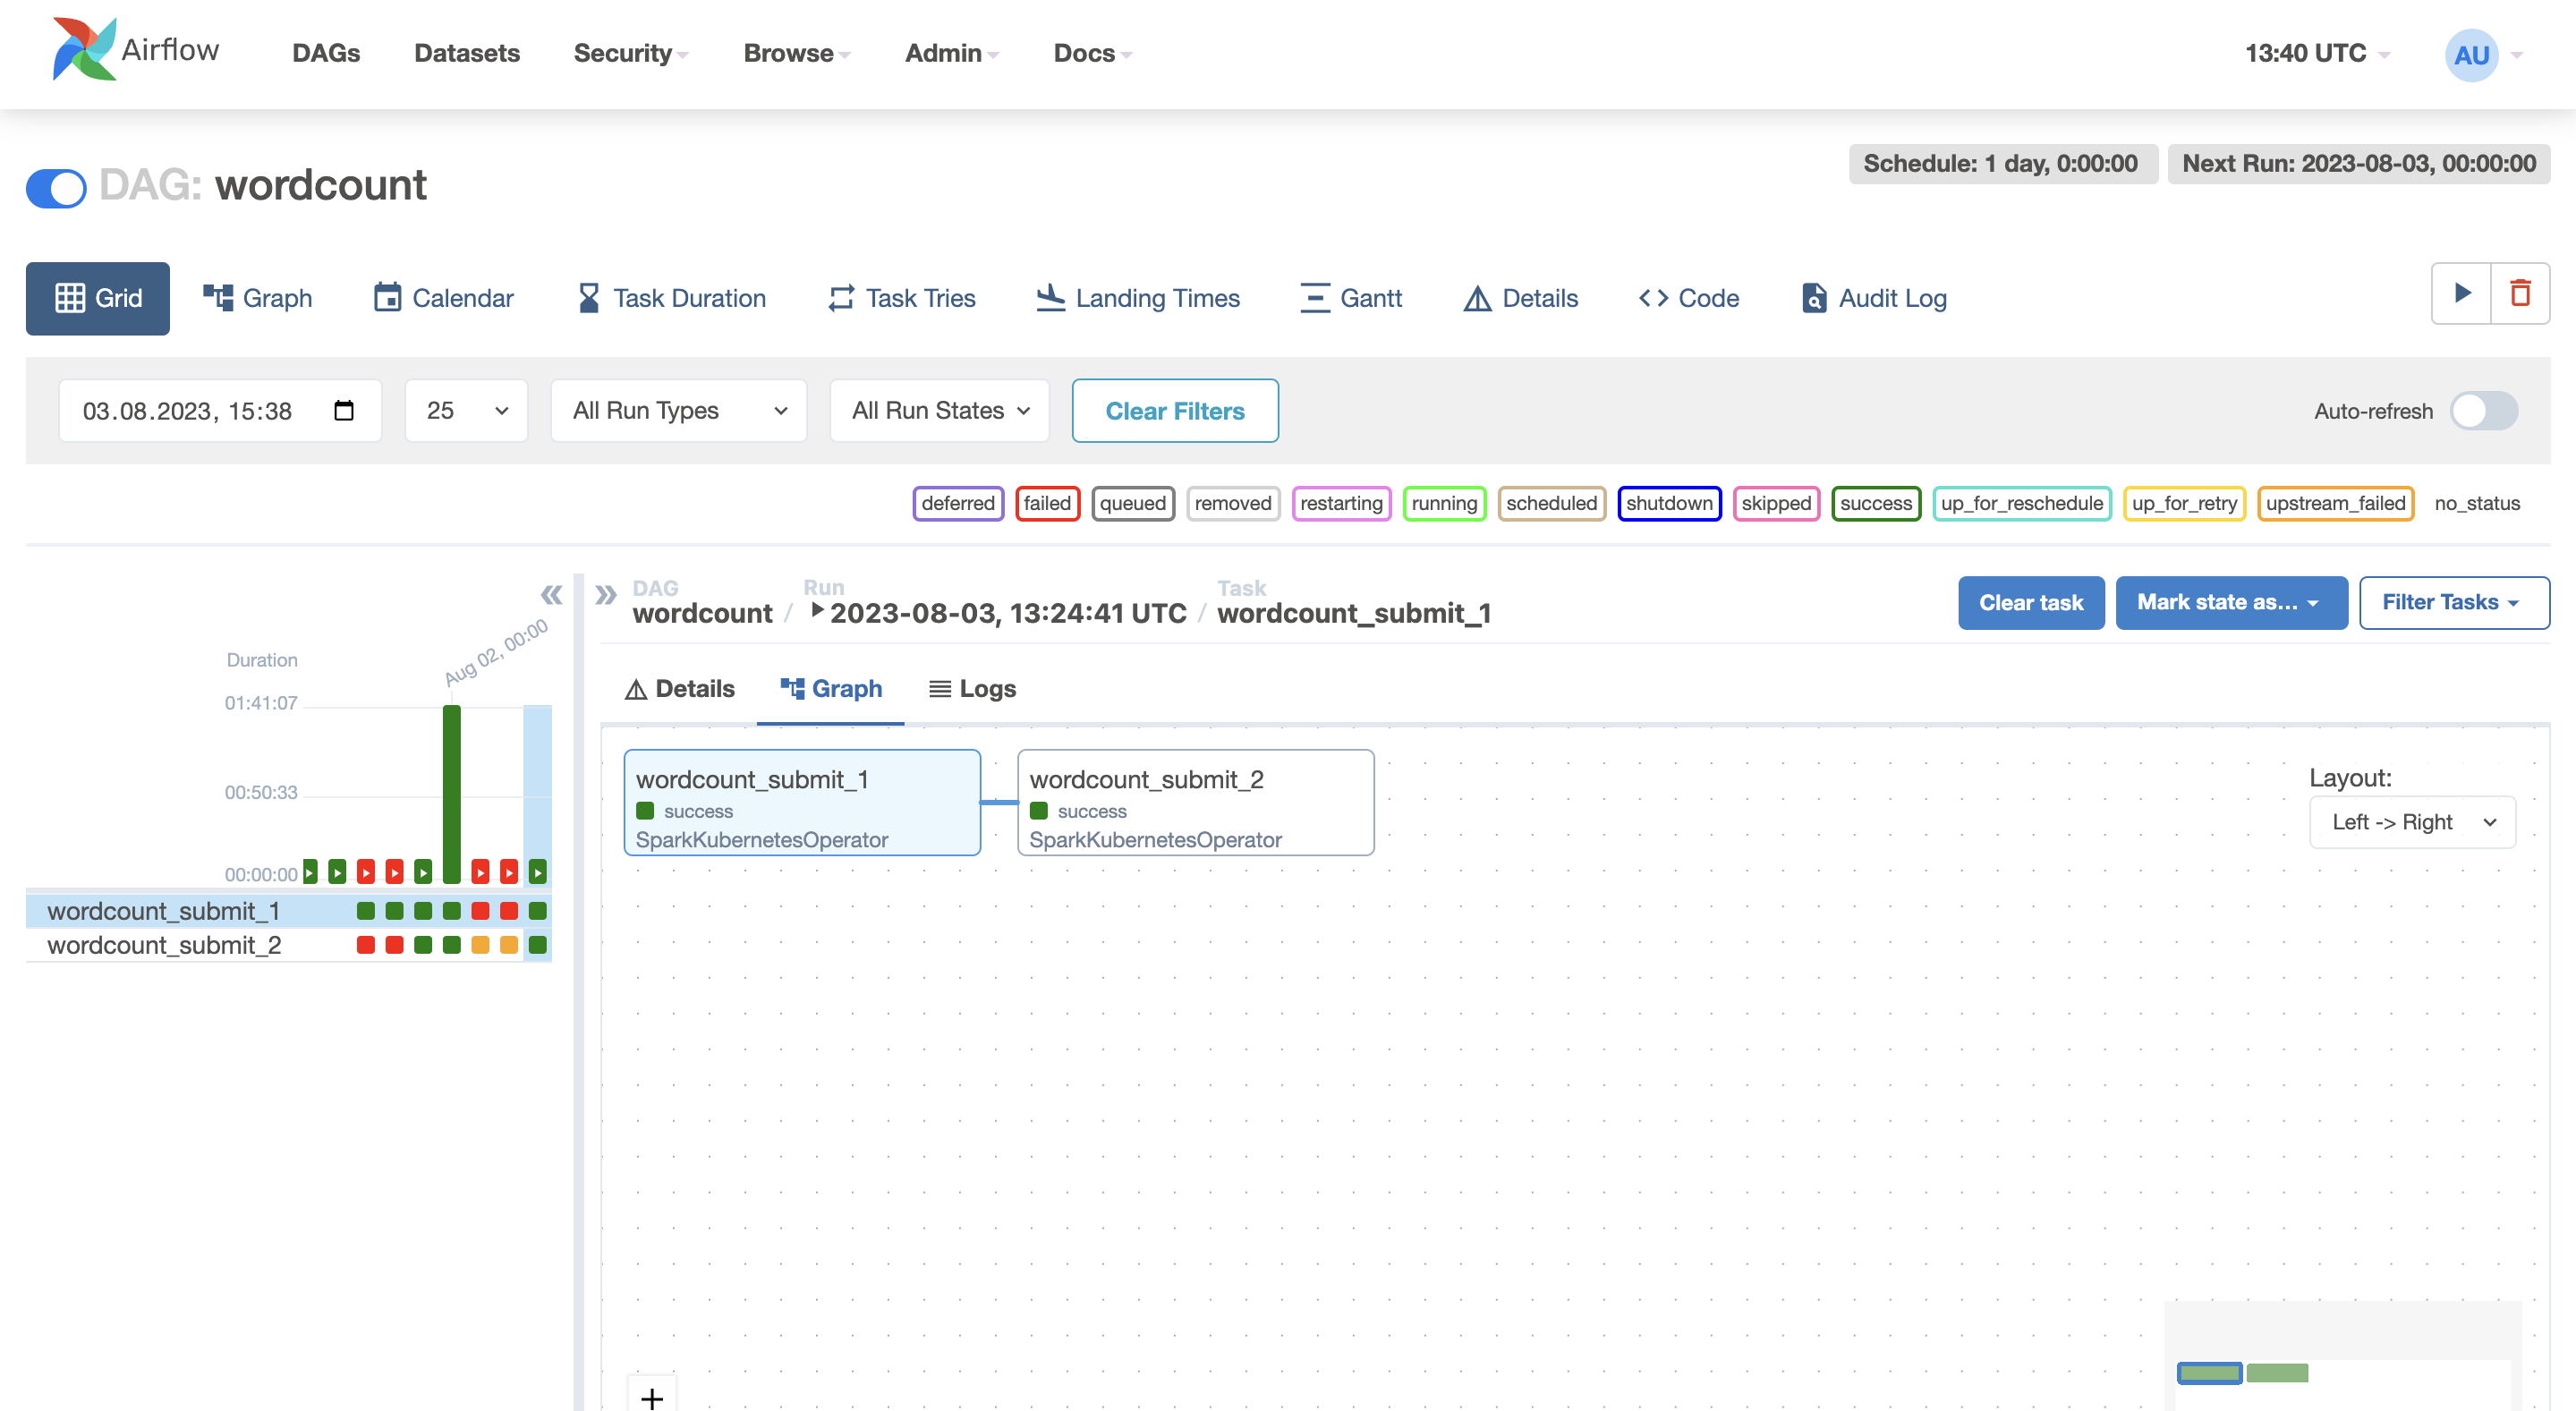 Airflow DAGs Datasets Security Browse Admin Docs 13:40 UTC AU
DAG: wordcount
Schedule: 1 day, 0:00:00 Next Run: 2023-08-03, 00:00:00
Grid Graph Calendar Task Duration Task Tries Landing Times Gantt Details Code Audit Log
03.08.2023, 15:38 25 All Run Types All Run States Clear Filters Auto-refresh
deferred failed queued removed restarting running scheduled shutdown skipped success up_for_reschedule up_for_retry upstream_failed no_status
Duration
Aug 02, 00:00
01:41:07
00:50:33
00:00:00
wordcount_submit_1
wordcount_submit_2
DAG Run Task
wordcount / 2023-08-03, 13:24:41 UTC / wordcount_submit_1
Clear task Mark state as... Filter Tasks
Details Graph Logs
wordcount_submit_1
success
SparkKubernetesOperator
wordcount_submit_2
success
SparkKubernetesOperator
Layout:
Left -> Right
+